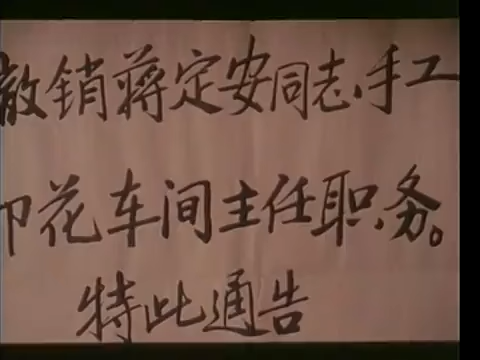 撤销蒋定安同志手工
印花车间主任职务。
特此通告